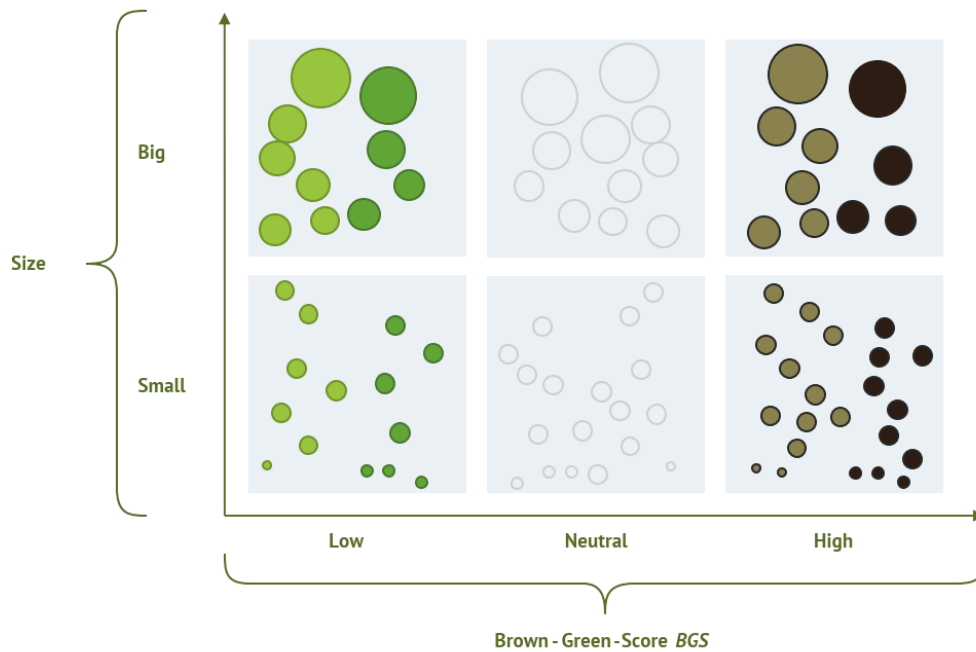 Big
Size
Small
Low
Neutral
High
Brown - Green - Score BGS